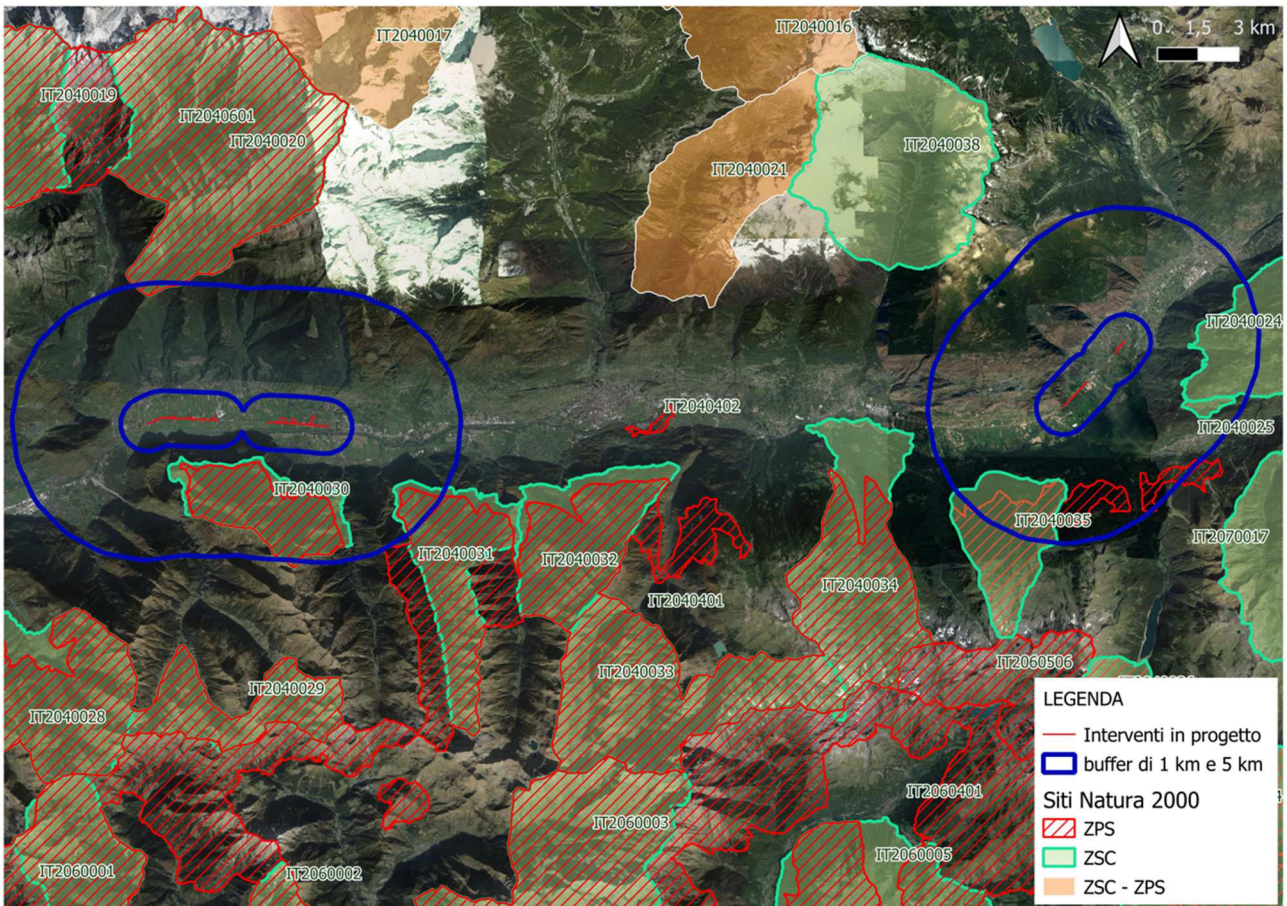 IT2040017
IT2040016
0 1,5 3 km
IT2040019
IT2040601
IT2040020
IT2040038
IT2040021
IT2040024
IT2040402
IT2040025
IT2040030
IT2040035
IT2070017
IT2040031
IT2040032
IT2040034
IT2040401
IT2060506
IT2040033
IT2040029
IT2040028
IT2060401
IT2060003
IT2060005
IT2060001
IT2060002
LEGENDA
Interventi in progetto
buffer di 1 km e 5 km
Siti Natura 2000
ZPS
ZSC
ZSC - ZPS